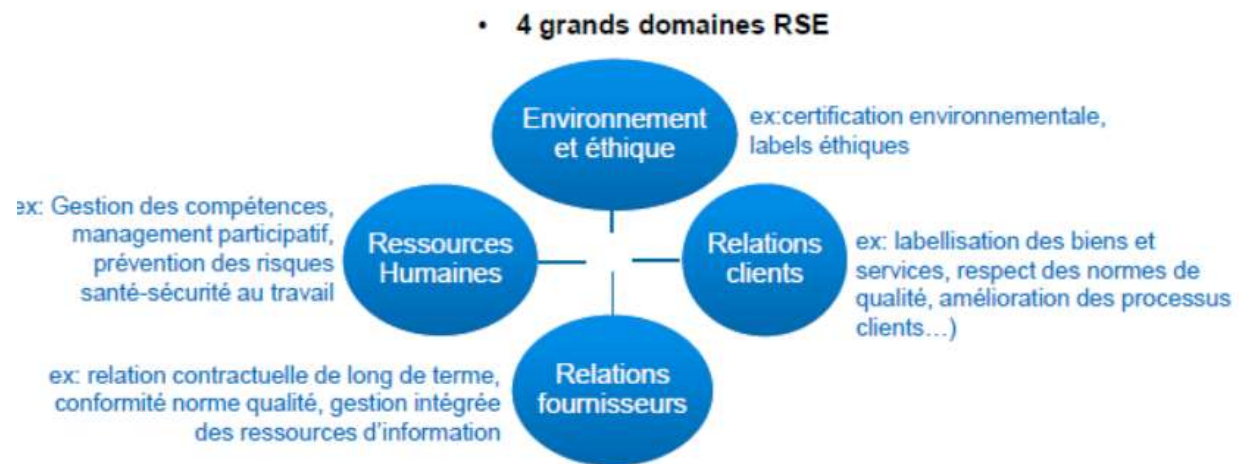 • 4 grands domaines RSE
Environnement
et éthique
ex:certification environnementale,
labels éthiques
ex: Gestion des compétences,
management participatif,
prévention des risques
santé-sécurité au travail
Ressources
Humaines
Relations
clients
ex: labellisation des biens et
services, respect des normes de
qualité, amélioration des processus
clients…)
ex: relation contractuelle de long de terme,
conformité norme qualité, gestion intégrée
des ressources d'information
Relations
fournisseurs